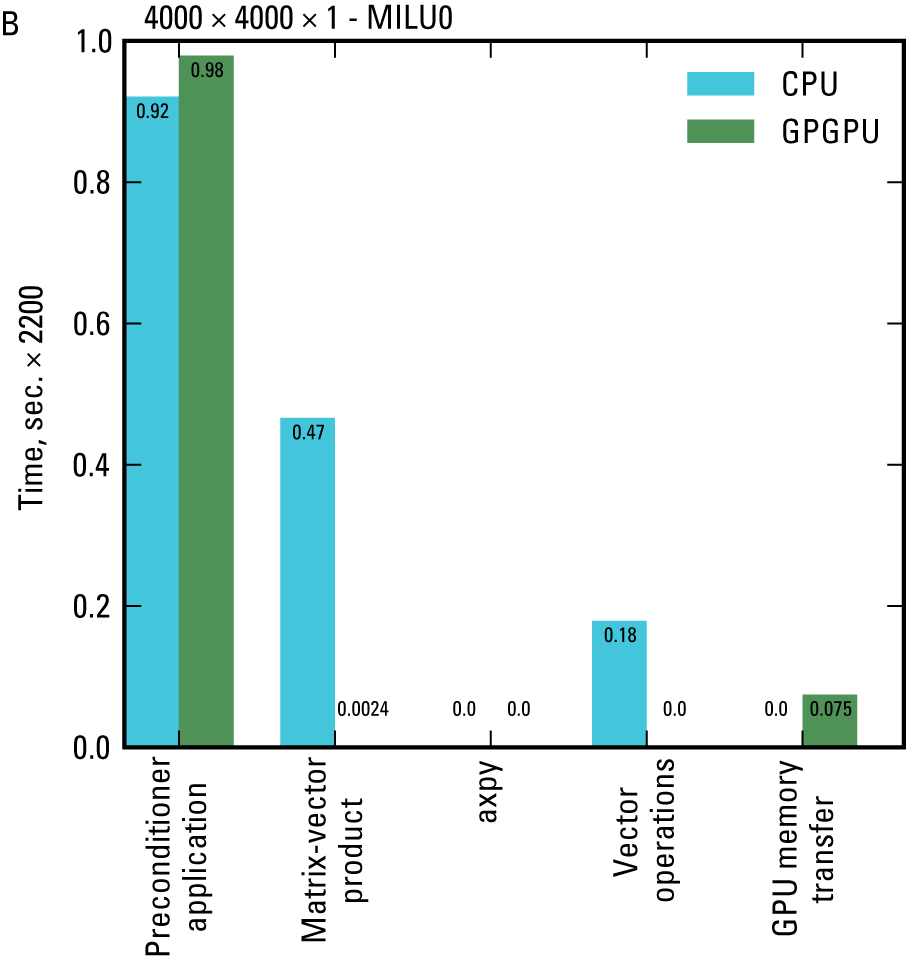 B
4000 × 4000 × 1 - MILU0
CPU
GPGPU
Time, sec. × 2200
1.0
0.8
0.6
0.4
0.2
0.0
0.92
0.98
0.47
0.0024
0.0
0.0
0.18
0.0
0.0
0.075
Preconditioner
application
Matrix-vector
product
axpy
Vector
operations
GPU memory
transfer